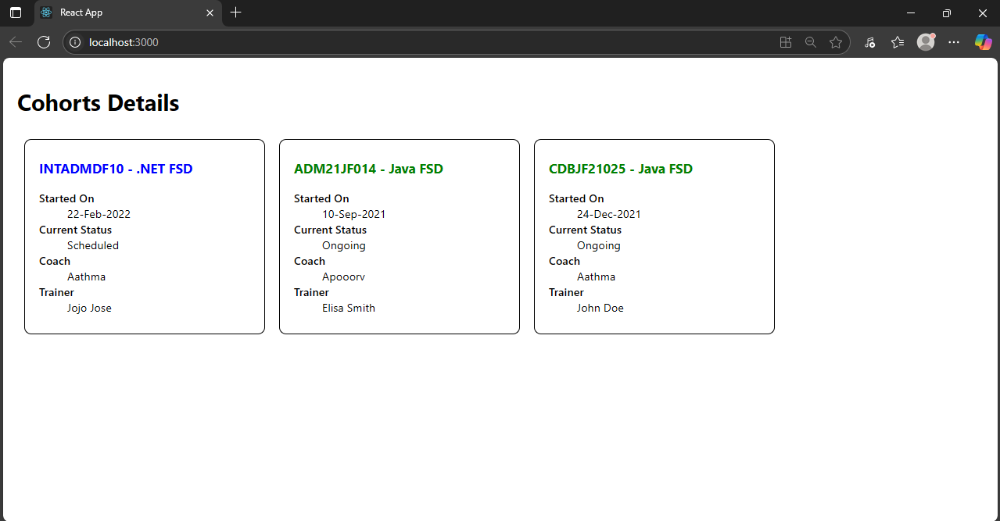 React App
localhost:3000
Cohorts Details
INTADMDF10 - .NET FSD
Started On
22-Feb-2022
Current Status
Scheduled
Coach
Aathma
Trainer
Jojo Jose
ADM21JF014 - Java FSD
Started On
10-Sep-2021
Current Status
Ongoing
Coach
Apooorv
Trainer
Elisa Smith
CDBJF21025 - Java FSD
Started On
24-Dec-2021
Current Status
Ongoing
Coach
Aathma
Trainer
John Doe